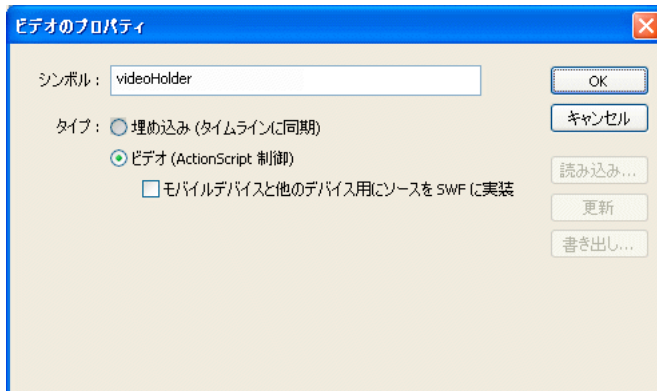 ビデオのプロパティ
シンボル： videoHolder
OK
キャンセル
タイプ： 埋め込み (タイムラインに同期)
ビデオ (ActionScript 制御)
モバイルデバイスと他のデバイス用にソースを SWF に実装
読み込み...
更新
書き出し...